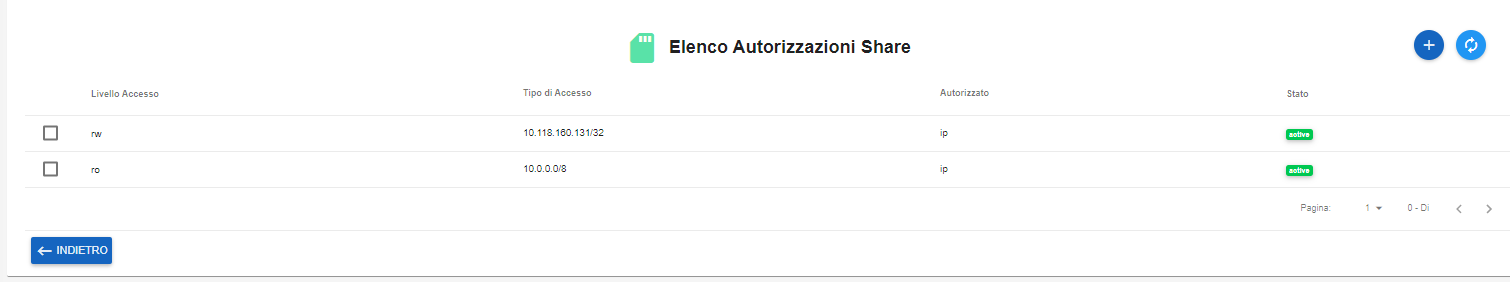 Elenco Autorizzazioni Share
Livello Accesso Tipo di Accesso Autorizzato Stato
rw 10.118.160.131/32 ip active
ro 10.0.0.0/8 ip active
Pagina: 1 0 - Di
INDIETRO